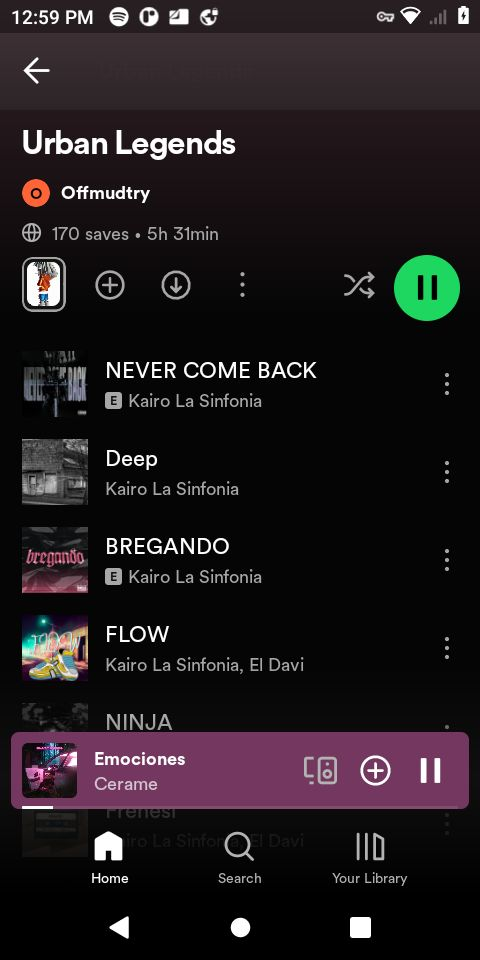 12:59 PM
Urban Legends
Offmudtry
170 saves • 5h 31min
NEVER COME BACK
E Kairo La Sinfonia
Deep
Kairo La Sinfonia
bregando
BREGANDO
E Kairo La Sinfonia
FLOW
FLOW
Kairo La Sinfonia, El Davi
NINJA
Emociones
Cerame
Frenesí
Kairo La Sinfonia, El Davi
Home
Search
Your Library